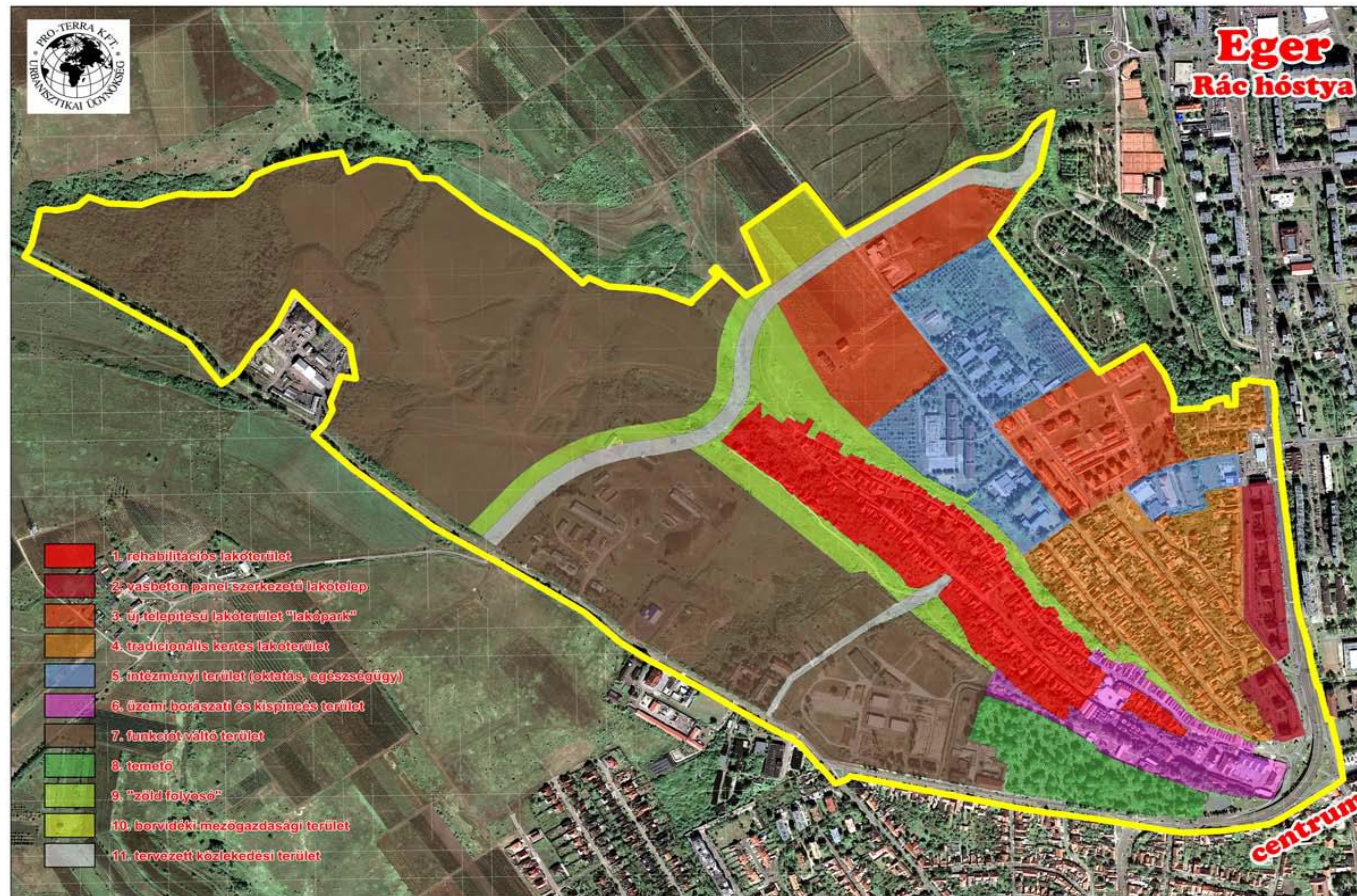 * PRO-TERRA KFT. *
URBANISZTIKAI ÜGYNÖKSÉG
Eger
Rác hóstya
1. rehabilitációs lakóterület
2. vasbeton panel szerkezetű lakótelep
3. új telepítésű lakóterület "lakópark"
4. tradicionális kertes lakóterület
5. intézményi terület (oktatás, egészségügy)
6. üzemi borászati és kispincés terület
7. funkciót váltó terület
8. temető
9. "zöld folyosó"
10. borvidéki mezőgazdasági terület
11. tervezett közlekedési terület
centrum